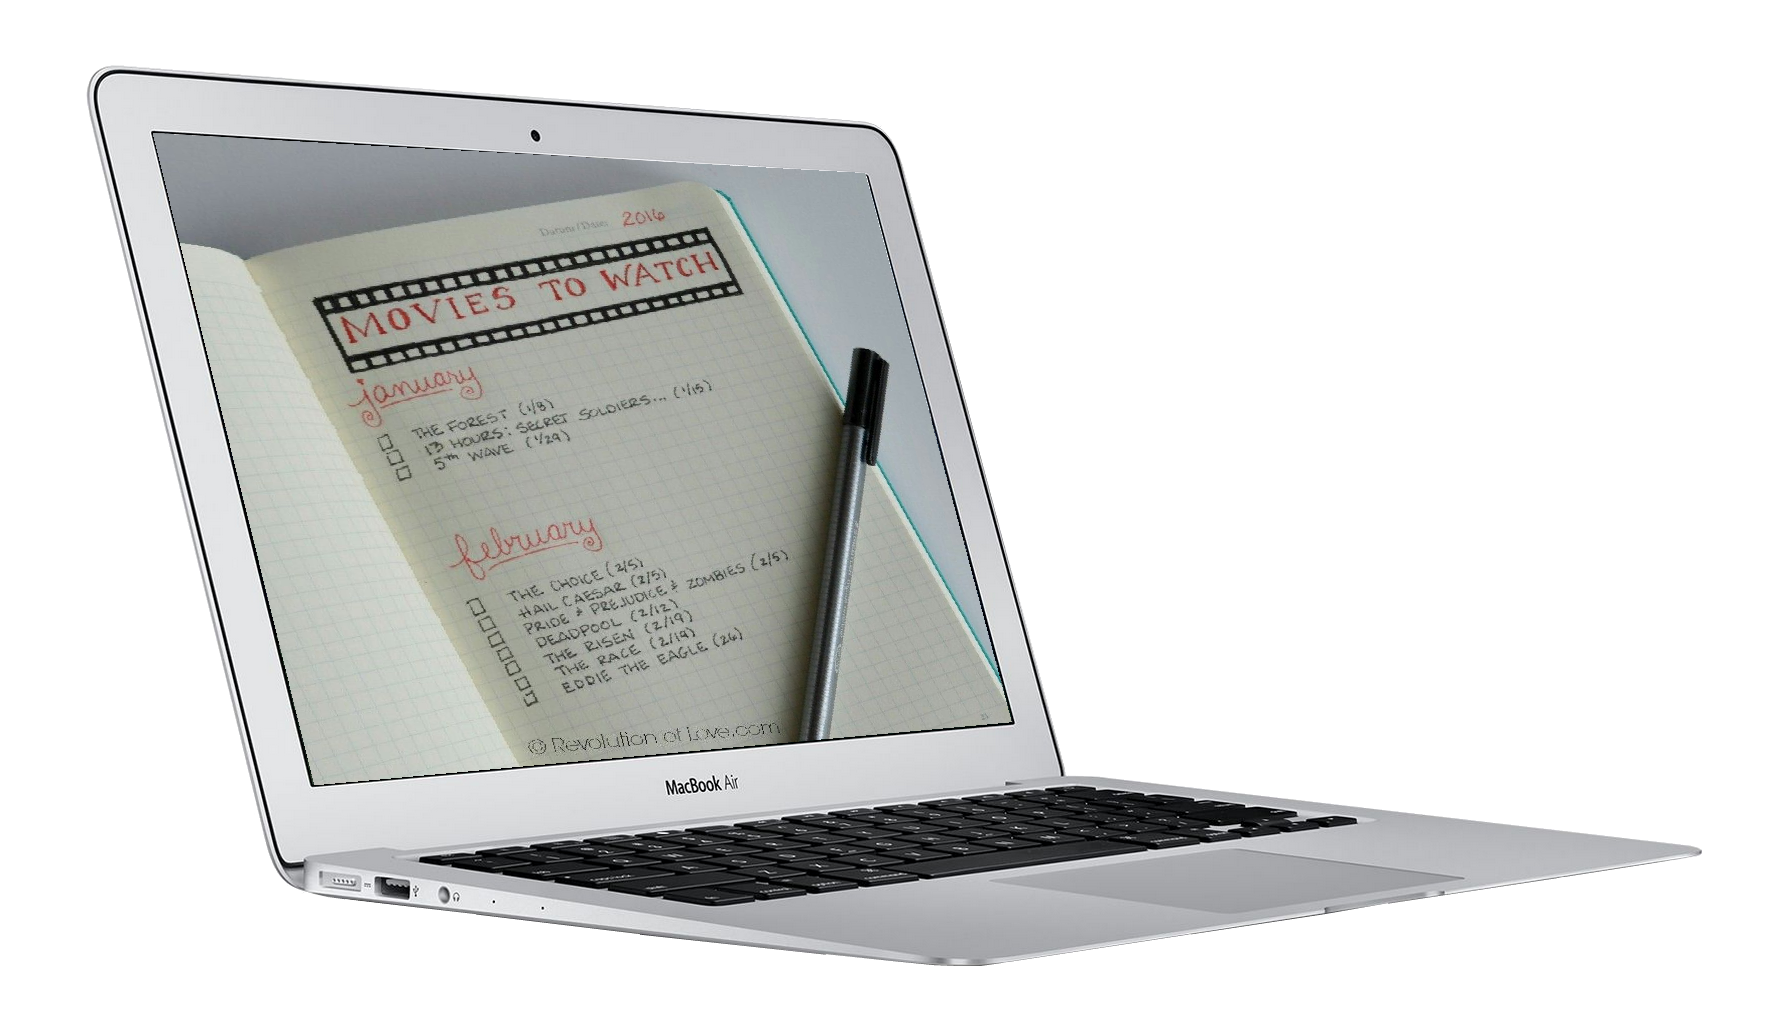 Datum / Date: 2016
MOVIES TO WATCH
january
THE FOREST (1/8)
13 HOURS: SECRET SOLDIERS... (1/15)
5th WAVE (1/29)
february
THE CHOICE (2/5)
HAIL CAESAR (2/5)
PRIDE & PREJUDICE & ZOMBIES (2/5)
DEADPOOL (2/12)
THE RISEN (2/19)
THE RACE (2/19)
EDDIE THE EAGLE (26)
© Revolution of Love.com
MacBook Air